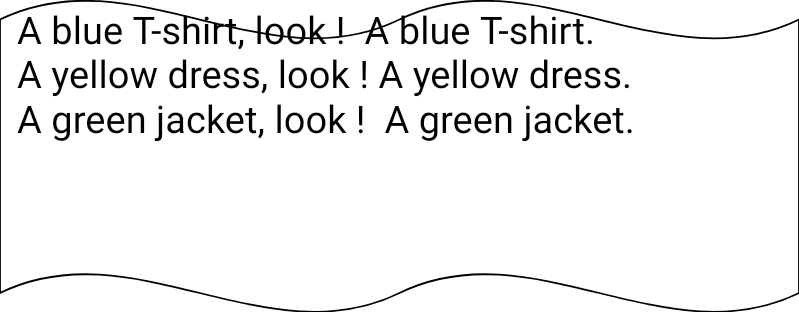 A blue T-shirt, look !  A blue T-shirt.
A yellow dress, look ! A yellow dress.
A green jacket, look !  A green jacket.